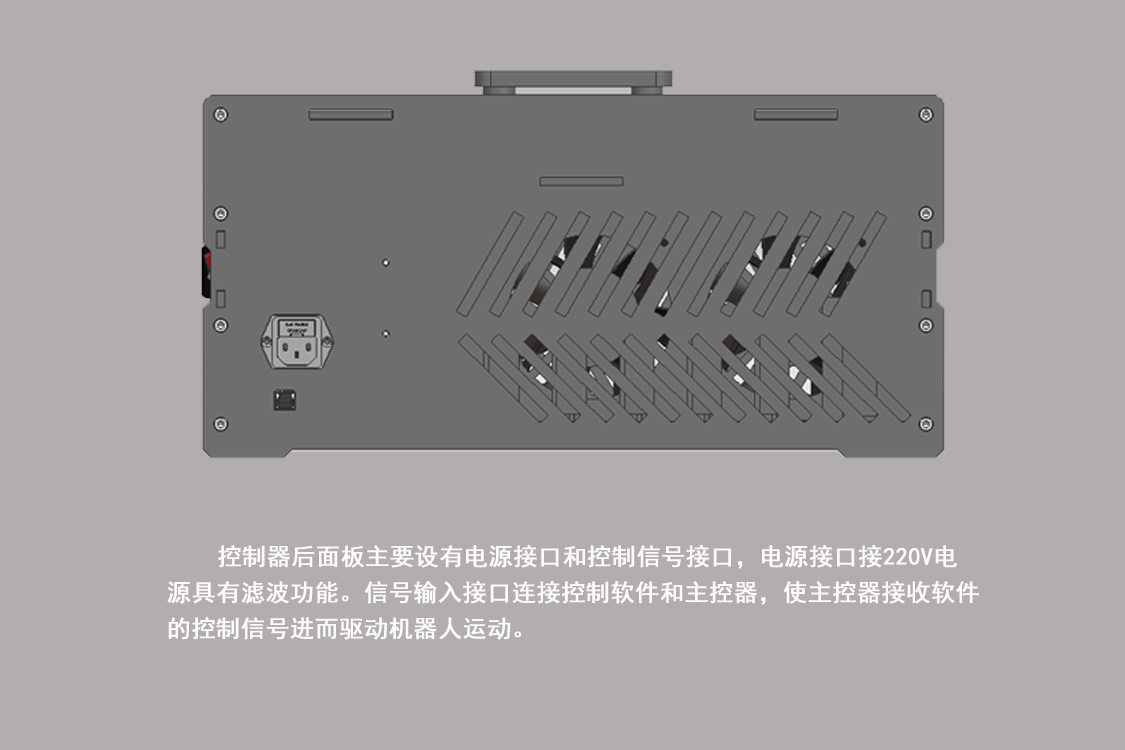 控制器后面板主要设有电源接口和控制信号接口，电源接口接220V电
源具有滤波功能。信号输入接口连接控制软件和主控器，使主控器接收软件
的控制信号进而驱动机器人运动。